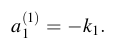 $a_1^{(1)} = -k_1.$